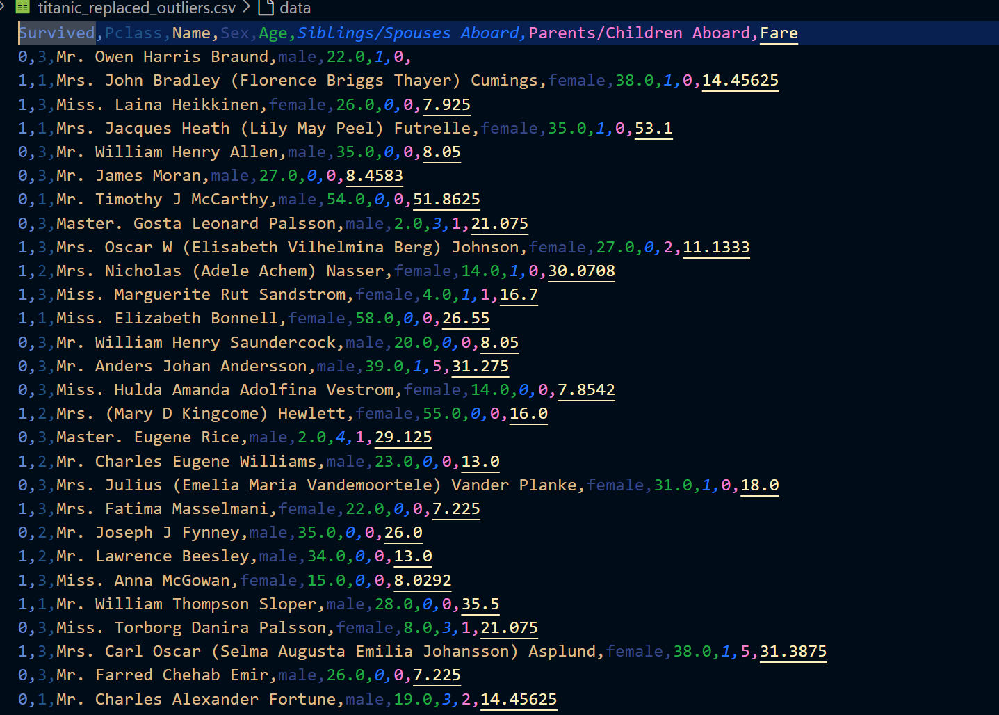 titanic_replaced_outliers.csv > data
Survived,Pclass,Name,Sex,Age,Siblings/Spouses Aboard,Parents/Children Aboard,Fare
0,3,Mr. Owen Harris Braund,male,22.0,1,0,
1,1,Mrs. John Bradley (Florence Briggs Thayer) Cumings,female,38.0,1,0,14.45625
1,3,Miss. Laina Heikkinen,female,26.0,0,0,7.925
1,1,Mrs. Jacques Heath (Lily May Peel) Futrelle,female,35.0,1,0,53.1
0,3,Mr. William Henry Allen,male,35.0,0,0,8.05
0,3,Mr. James Moran,male,27.0,0,0,8.4583
0,1,Mr. Timothy J McCarthy,male,54.0,0,0,51.8625
0,3,Master. Gosta Leonard Palsson,male,2.0,3,1,21.075
1,3,Mrs. Oscar W (Elisabeth Vilhelmina Berg) Johnson,female,27.0,0,2,11.1333
1,2,Mrs. Nicholas (Adele Achem) Nasser,female,14.0,1,0,30.0708
1,3,Miss. Marguerite Rut Sandstrom,female,4.0,1,1,16.7
1,1,Miss. Elizabeth Bonnell,female,58.0,0,0,26.55
0,3,Mr. William Henry Saundercock,male,20.0,0,0,8.05
0,3,Mr. Anders Johan Andersson,male,39.0,1,5,31.275
0,3,Miss. Hulda Amanda Adolfina Vestrom,female,14.0,0,0,7.8542
1,2,Mrs. (Mary D Kingcome) Hewlett,female,55.0,0,0,16.0
0,3,Master. Eugene Rice,male,2.0,4,1,29.125
1,2,Mr. Charles Eugene Williams,male,23.0,0,0,13.0
0,3,Mrs. Julius (Emelia Maria Vandemoortele) Vander Planke,female,31.0,1,0,18.0
1,3,Mrs. Fatima Masselmani,female,22.0,0,0,7.225
0,2,Mr. Joseph J Fynney,male,35.0,0,0,26.0
1,2,Mr. Lawrence Beesley,male,34.0,0,0,13.0
1,3,Miss. Anna McGowan,female,15.0,0,0,8.0292
1,1,Mr. William Thompson Sloper,male,28.0,0,0,35.5
0,3,Miss. Torborg Danira Palsson,female,8.0,3,1,21.075
1,3,Mrs. Carl Oscar (Selma Augusta Emilia Johansson) Asplund,female,38.0,1,5,31.3875
0,3,Mr. Farred Chehab Emir,male,26.0,0,0,7.225
0,1,Mr. Charles Alexander Fortune,male,19.0,3,2,14.45625